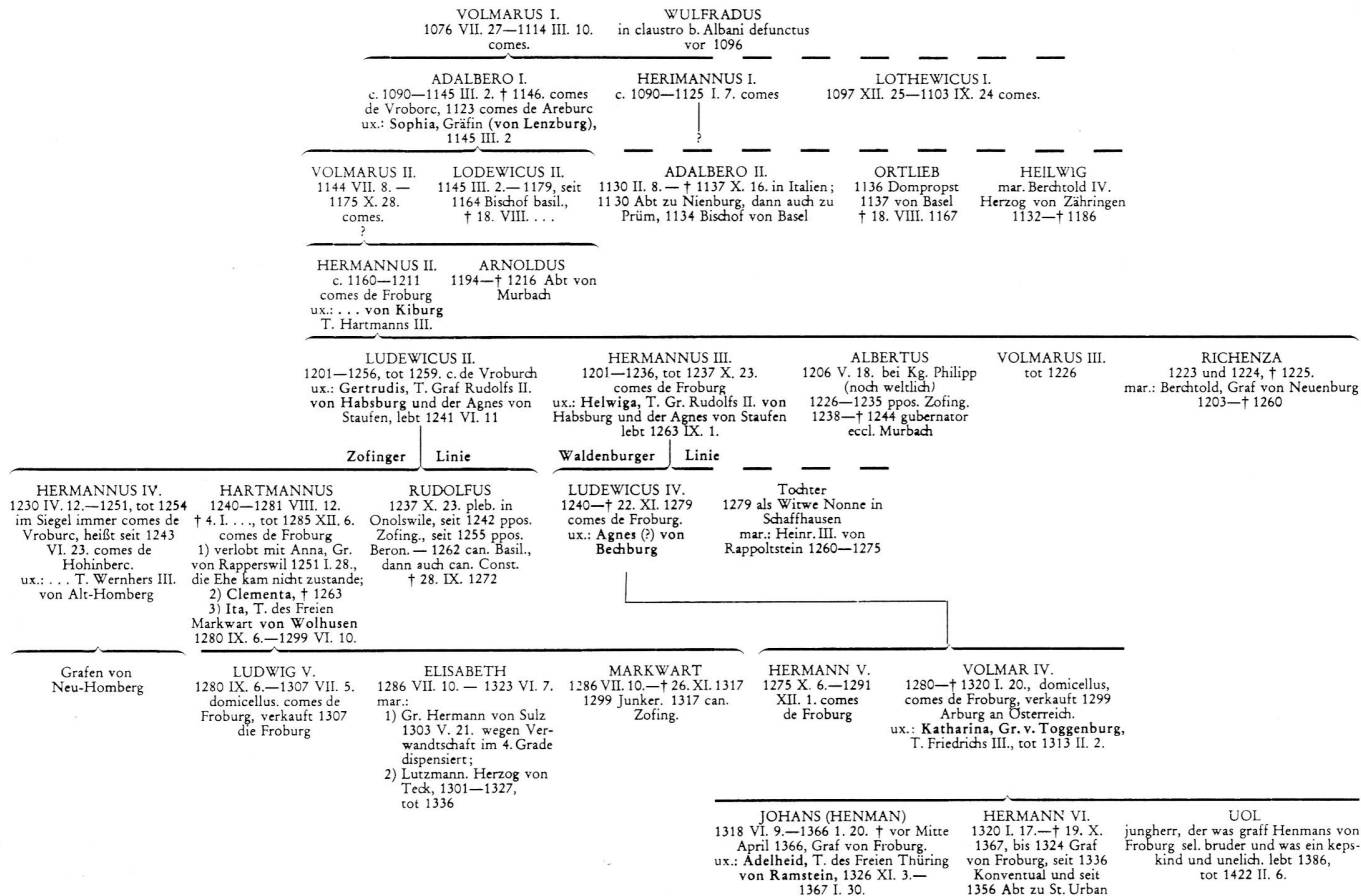 VOLMARUS I.
1076 VII. 27—1114 III. 10.
comes.
WULFRADUS
in claustro b. Albani defunctus
vor 1096
ADALBERO I.
c. 1090—1145 III. 2. † 1146. comes
de Vroborc, 1123 comes de Areburc
ux.: Sophia, Gräfin (von Lenzburg),
1145 III. 2
HERIMANNUS I.
c. 1090—1125 I. 7. comes
?
LOTHEWICUS I.
1097 XII. 25—1103 IX. 24 comes.
VOLMARUS II.
1144 VII. 8. —
1175 X. 28.
comes.
?
LODEWICUS II.
1145 III. 2.— 1179, seit
1164 Bischof basil.,
† 18. VIII. . . .
ADALBERO II.
1130 II. 8. — † 1137 X. 16. in Italien;
1130 Abt zu Nienburg, dann auch zu
Prüm, 1134 Bischof von Basel
ORTLIEB
1136 Dompropst
1137 von Basel
† 18. VIII. 1167
HEILWIG
mar. Berchtold IV.
Herzog von Zähringen
1132—† 1186
HERMANNUS II.
c. 1160—1211
comes de Froburg
ux.: . . . von Kiburg
T. Hartmanns III.
ARNOLDUS
1194—† 1216 Abt von
Murbach
LUDEWICUS II.
1201—1256, tot 1259. c. de Vroburch
ux.: Gertrudis, T. Graf Rudolfs II.
von Habsburg und der Agnes von
Staufen, lebt 1241 VI. 11
HERMANNUS III.
1201—1236, tot 1237 X. 23.
comes de Froburg
ux.: Helwiga, T. Gr. Rudolfs II. von
Habsburg und der Agnes von Staufen
lebt 1263 IX. 1.
ALBERTUS
1206 V. 18. bei Kg. Philipp
(noch weltlich)
1226—1235 ppos. Zofing.
1238—† 1244 gubernator
eccl. Murbach
VOLMARUS III.
tot 1226
RICHENZA
1223 und 1224, † 1225.
mar.: Berchtold, Graf von Neuenburg
1203—† 1260
Zofinger Linie
Waldenburger Linie
HERMANNUS IV.
1230 IV. 12.—1251, tot 1254
im Siegel immer comes de
Vroburc, heißt seit 1243
VI. 23. comes de
Hohinberc.
ux.: . . . T. Wernhers III.
von Alt-Homberg
HARTMANNUS
1240—1281 VIII. 12.
† 4. I. . . ., tot 1285 XII. 6.
comes de Froburg
1) verlobt mit Anna, Gr.
von Rapperswil 1251 I. 28.,
die Ehe kam nicht zustande;
2) Clementa, † 1263
3) Ita, T. des Freien
Markwart von Wolhusen
1280 IX. 6.—1299 VI. 10.
RUDOLFUS
1237 X. 23. pleb. in
Onolswile, seit 1242 ppos.
Zofing., seit 1255 ppos.
Beron. — 1262 can. Basil.,
dann auch can. Const.
† 28. IX. 1272
LUDEWICUS IV.
1240—† 22. XI. 1279
comes de Froburg.
ux.: Agnes (?) von
Bechburg
Tochter
1279 als Witwe Nonne in
Schaffhausen
mar.: Heinr. III. von
Rappoltstein 1260—1275
Grafen von
Neu-Homberg
LUDWIG V.
1280 IX. 6.—1307 VII. 5.
domicellus. comes de
Froburg, verkauft 1307
die Froburg
ELISABETH
1286 VII. 10. — 1323 VI. 7.
mar.:
1) Gr. Hermann von Sulz
1303 V. 21. wegen Ver-
wandtschaft im 4. Grade
dispensiert;
2) Lutzmann. Herzog von
Teck, 1301—1327,
tot 1336
MARKWART
1286 VII. 10.—† 26. XI. 1317
1299 Junker. 1317 can.
Zofing.
HERMANN V.
1275 X. 6.—1291
XII. 1. comes
de Froburg
VOLMAR IV.
1280—† 1320 I. 20., domicellus,
comes de Froburg, verkauft 1299
Arburg an Österreich.
ux.: Katharina, Gr. v. Toggenburg,
T. Friedrichs III., tot 1313 II. 2.
JOHANS (HENMAN)
1318 VI. 9.—1366 1. 20. † vor Mitte
April 1366, Graf von Froburg.
ux.: Adelheid, T. des Freien Thüring
von Ramstein, 1326 XI. 3.—
1367 I. 30.
HERMANN VI.
1320 I. 17.—† 19. X.
1367, bis 1324 Graf
von Froburg, seit 1336
Konventual und seit
1356 Abt zu St. Urban
UOL
jungherr, der was graff Henmans von
Froburg sel. bruder und was ein keps-
kind und unelich. lebt 1386,
tot 1422 II. 6.